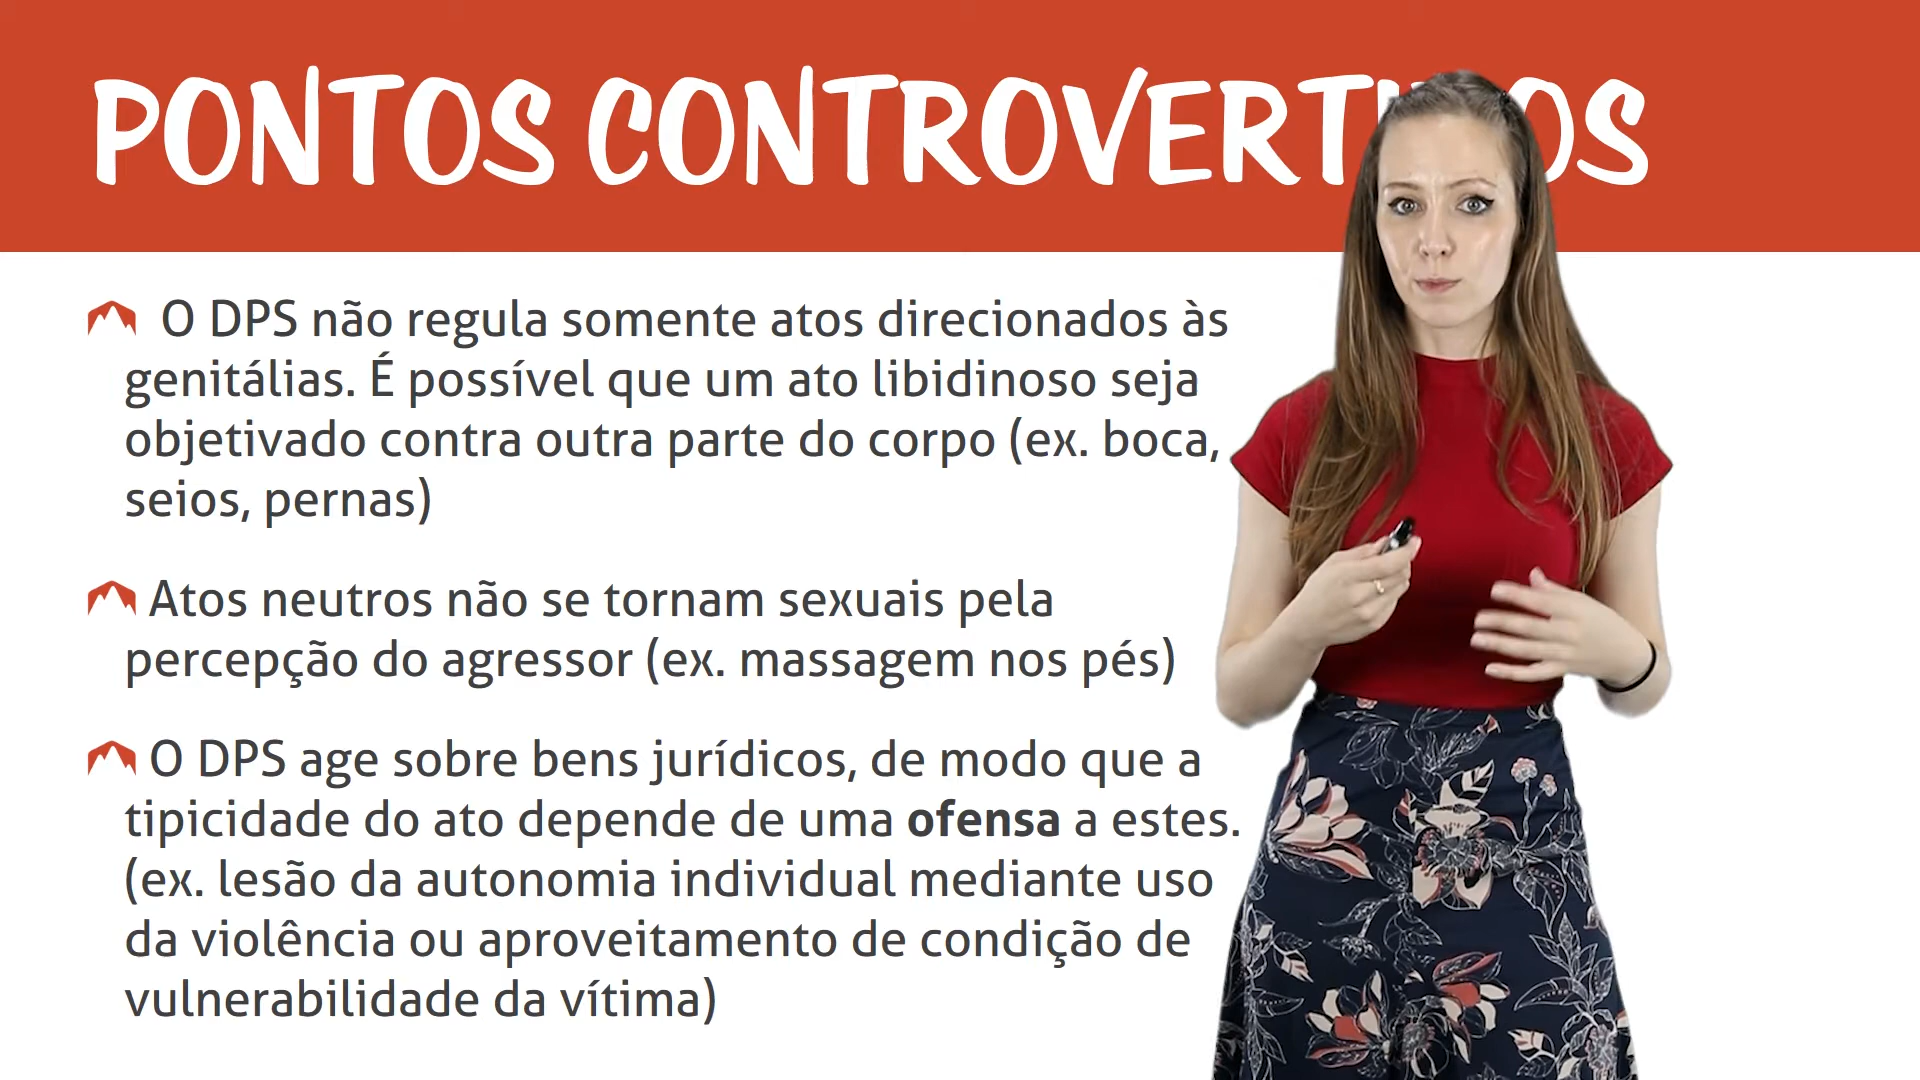 PONTOS
O DPS não regula somente atos direcionados às
genitálias. É possível que um ato libidinoso seja
objetivado contra outra parte do corpo (ex. boca,
seios, pernas)
Atos neutros não se tornam sexuais pela
percepção do agressor (ex. massagem nos pés)
O DPS age sobre bens jurídicos, de modo que a
tipicidade do ato depende de uma ofensa a estes.
(ex. lesão da autonomia individual mediante uso
da violência ou aproveitamento de condição de
vulnerabilidade da vítima)